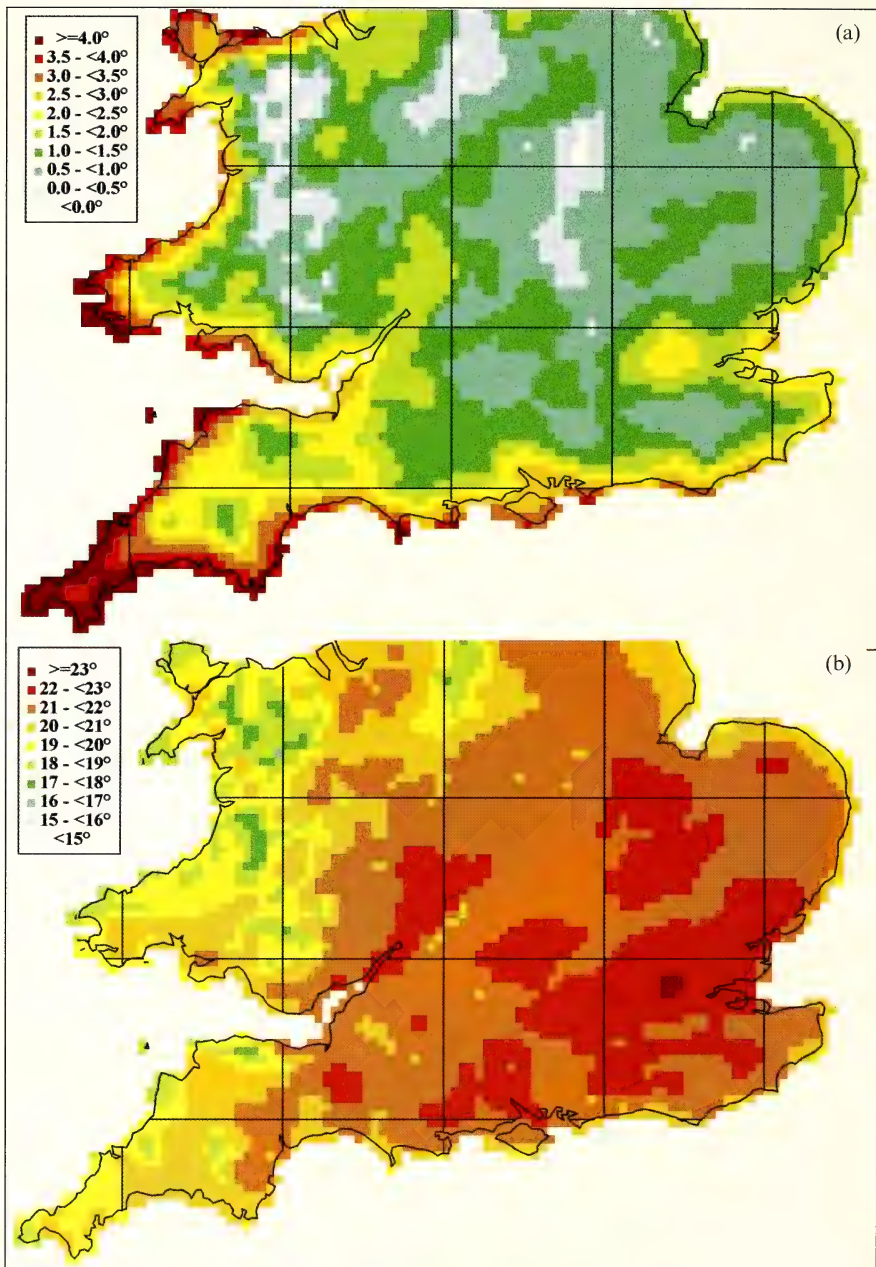 (a)
>=4.0°
3.5 - <4.0°
3.0 - <3.5°
2.5 - <3.0°
2.0 - <2.5°
1.5 - <2.0°
1.0 - <1.5°
0.5 - <1.0°
0.0 - <0.5°
<0.0°
(b)
>=23°
22 - <23°
21 - <22°
20 - <21°
19 - <20°
18 - <19°
17 - <18°
16 - <17°
15 - <16°
<15°